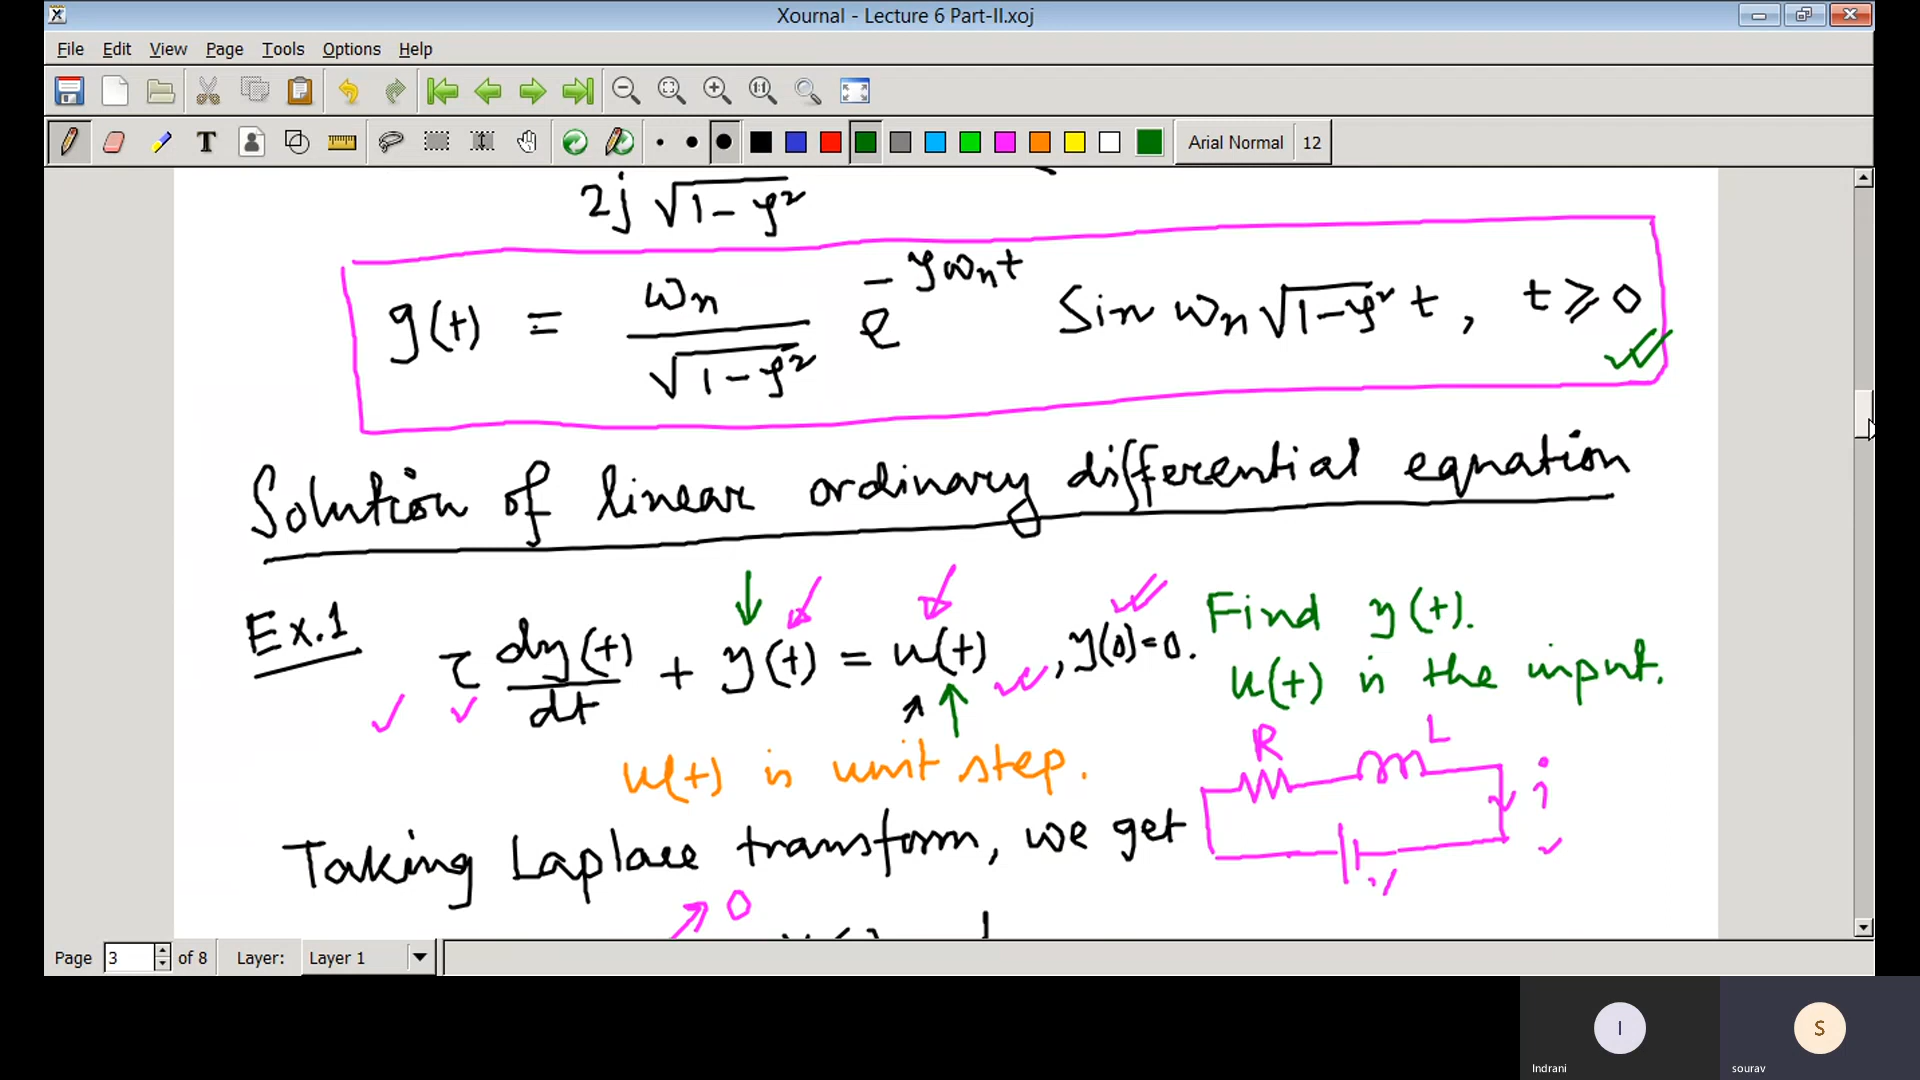 Xournal - Lecture 6 Part-II.xoj
File Edit View Page Tools Options Help
Arial Normal 12
2j √1-ζ²
g(t) = ωn / √1-ζ² e^-ζωnt Sin ωn √1-ζ² t, t ≥ 0
Solution of linear ordinary differential equation
Ex.1 τ dy(t)/dt + y(t) = u(t), y(0)=0. Find y(t).
u(t) is the input.
u(t) is unit step.
R L
i
Taking Laplace transform, we get
0
Page 3 of 8 Layer: Layer 1
I S
Indrani sourav